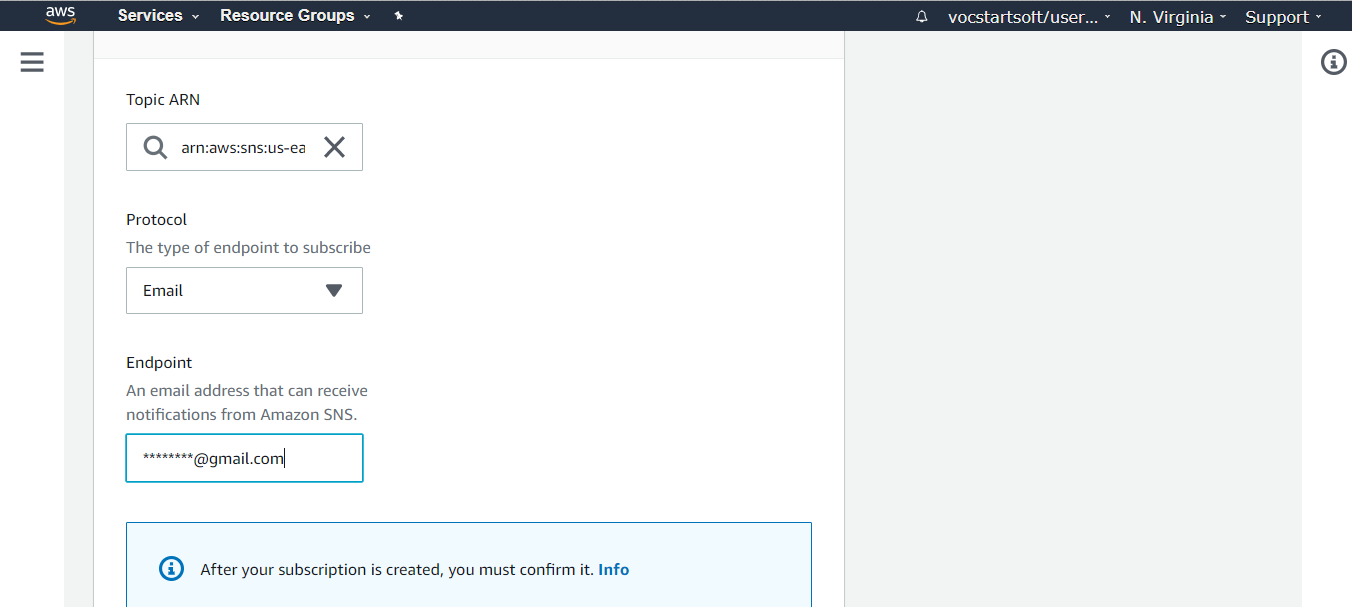 aws Services Resource Groups vocstartsoft/user... N. Virginia Support
Topic ARN
arn:aws:sns:us-ea
Protocol
The type of endpoint to subscribe
Email
Endpoint
An email address that can receive
notifications from Amazon SNS.
********@gmail.com
After your subscription is created, you must confirm it. Info